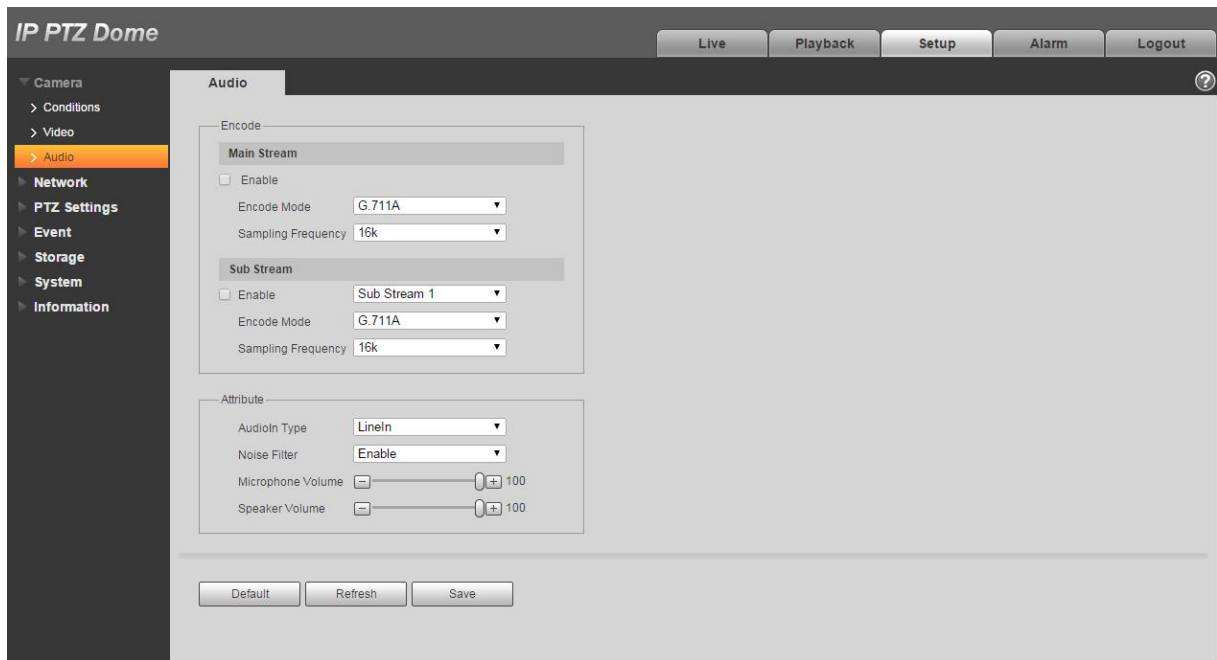 IP PTZ Dome
Live Playback Setup Alarm Logout
Camera
Conditions
Video
Audio
Network
PTZ Settings
Event
Storage
System
Information
Audio
?
Encode
Main Stream
Enable
Encode Mode G.711A
Sampling Frequency 16k
Sub Stream
Enable Sub Stream 1
Encode Mode G.711A
Sampling Frequency 16k
Attribute
AudioIn Type LineIn
Noise Filter Enable
Microphone Volume - + 100
Speaker Volume - + 100
Default Refresh Save